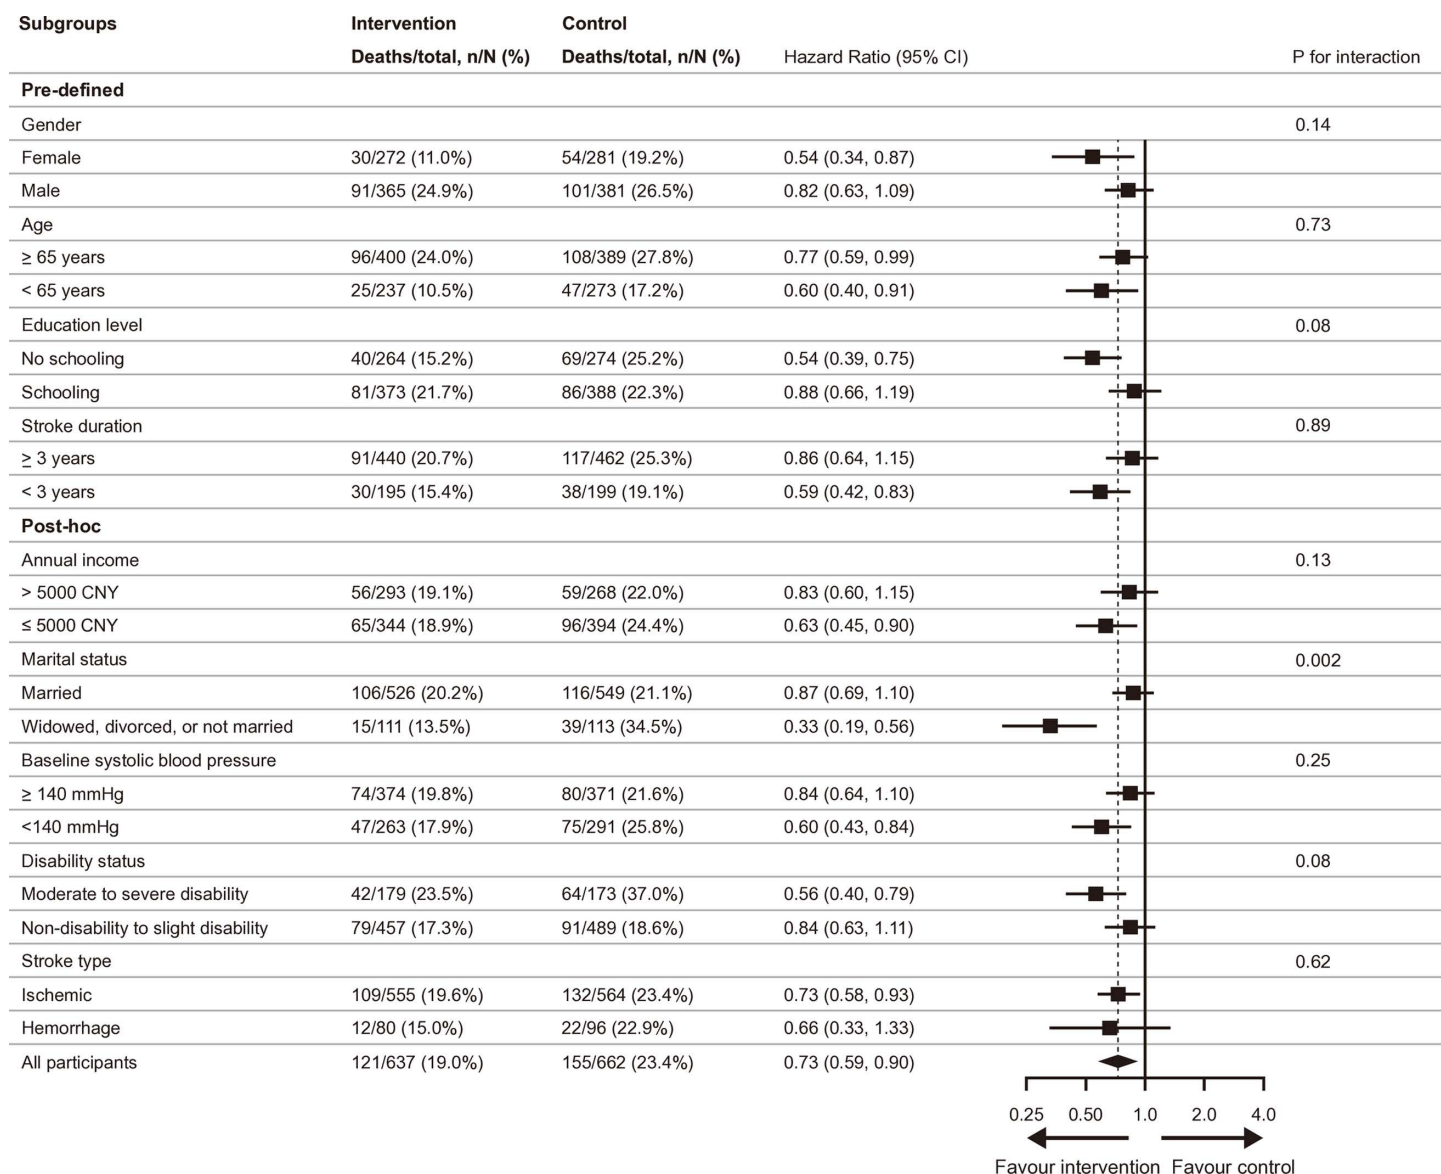 Subgroups Intervention Control
Deaths/total, n/N (%) Deaths/total, n/N (%) Hazard Ratio (95% CI) P for interaction
Pre-defined
Gender 0.14
Female 30/272 (11.0%) 54/281 (19.2%) 0.54 (0.34, 0.87)
Male 91/365 (24.9%) 101/381 (26.5%) 0.82 (0.63, 1.09)
Age 0.73
≥ 65 years 96/400 (24.0%) 108/389 (27.8%) 0.77 (0.59, 0.99)
< 65 years 25/237 (10.5%) 47/273 (17.2%) 0.60 (0.40, 0.91)
Education level 0.08
No schooling 40/264 (15.2%) 69/274 (25.2%) 0.54 (0.39, 0.75)
Schooling 81/373 (21.7%) 86/388 (22.3%) 0.88 (0.66, 1.19)
Stroke duration 0.89
≥ 3 years 91/440 (20.7%) 117/462 (25.3%) 0.86 (0.64, 1.15)
< 3 years 30/195 (15.4%) 38/199 (19.1%) 0.59 (0.42, 0.83)
Post-hoc
Annual income 0.13
> 5000 CNY 56/293 (19.1%) 59/268 (22.0%) 0.83 (0.60, 1.15)
≤ 5000 CNY 65/344 (18.9%) 96/394 (24.4%) 0.63 (0.45, 0.90)
Marital status 0.002
Married 106/526 (20.2%) 116/549 (21.1%) 0.87 (0.69, 1.10)
Widowed, divorced, or not married 15/111 (13.5%) 39/113 (34.5%) 0.33 (0.19, 0.56)
Baseline systolic blood pressure 0.25
≥ 140 mmHg 74/374 (19.8%) 80/371 (21.6%) 0.84 (0.64, 1.10)
<140 mmHg 47/263 (17.9%) 75/291 (25.8%) 0.60 (0.43, 0.84)
Disability status 0.08
Moderate to severe disability 42/179 (23.5%) 64/173 (37.0%) 0.56 (0.40, 0.79)
Non-disability to slight disability 79/457 (17.3%) 91/489 (18.6%) 0.84 (0.63, 1.11)
Stroke type 0.62
Ischemic 109/555 (19.6%) 132/564 (23.4%) 0.73 (0.58, 0.93)
Hemorrhage 12/80 (15.0%) 22/96 (22.9%) 0.66 (0.33, 1.33)
All participants 121/637 (19.0%) 155/662 (23.4%) 0.73 (0.59, 0.90)
0.25 0.50 1.0 2.0 4.0
Favour intervention Favour control